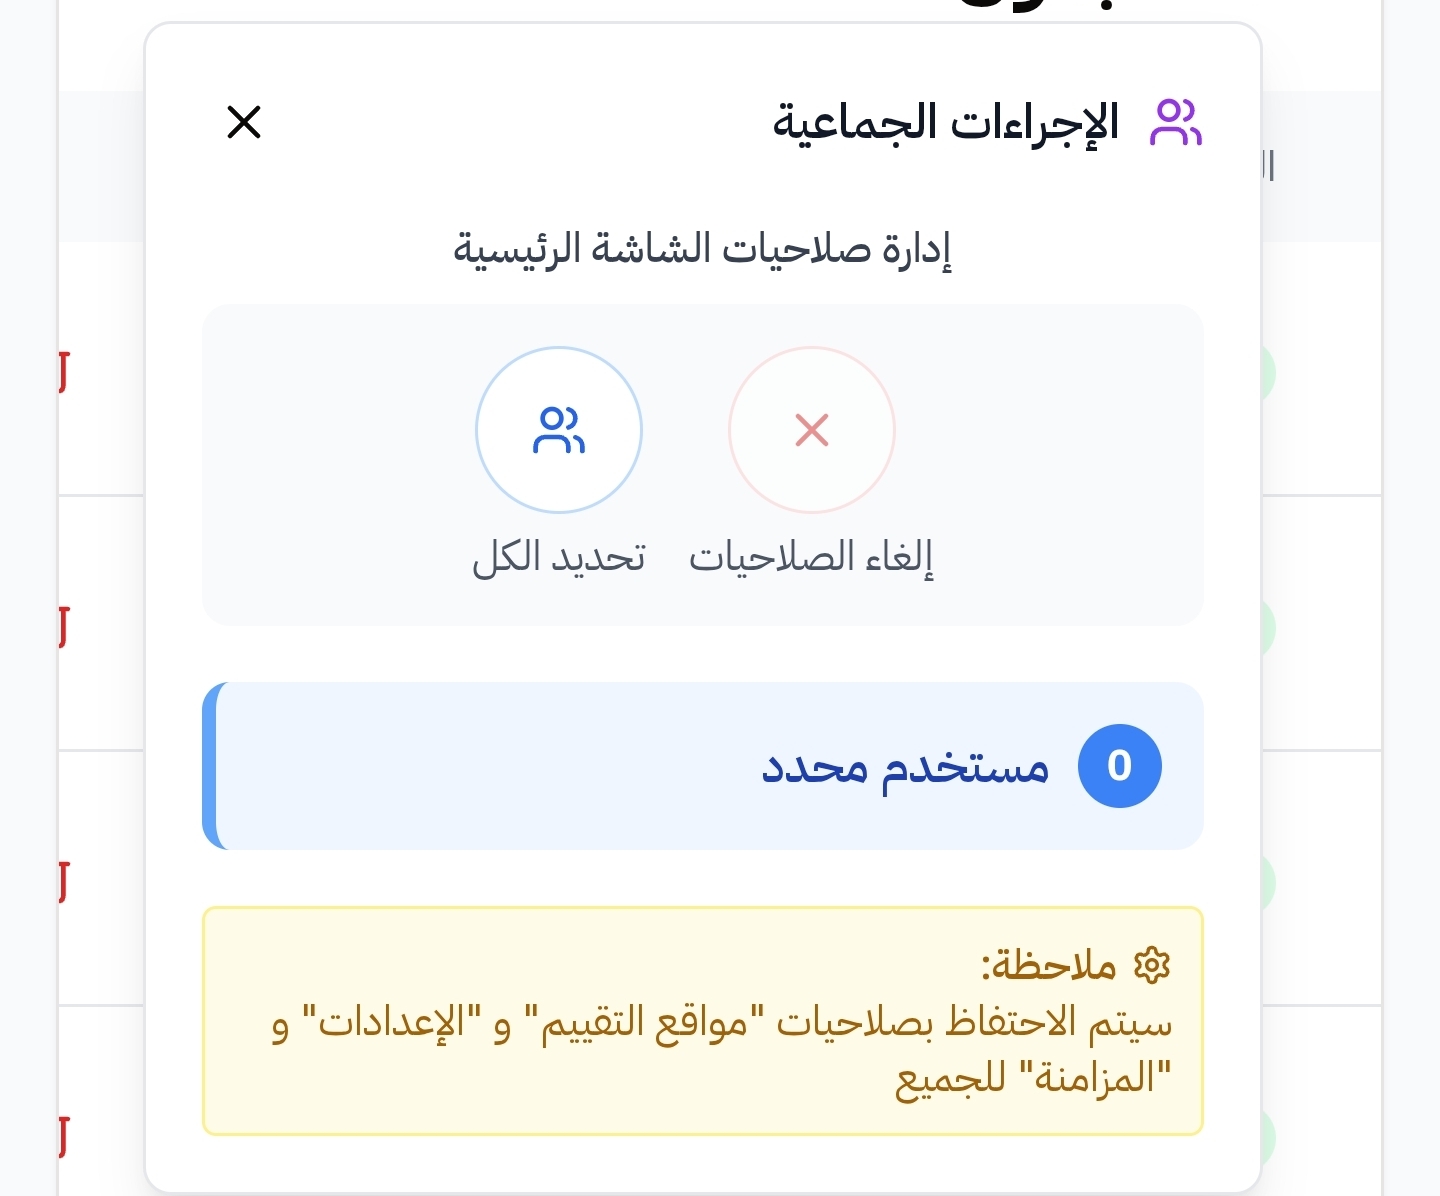 الإجراءات الجماعية
إدارة صلاحيات الشاشة الرئيسية
إلغاء الصلاحيات
تحديد الكل
0 مستخدم محدد
ملاحظة:
سيتم الاحتفاظ بصلاحيات "مواقع التقييم" و "الإعدادات" و
"المزامنة" للجميع